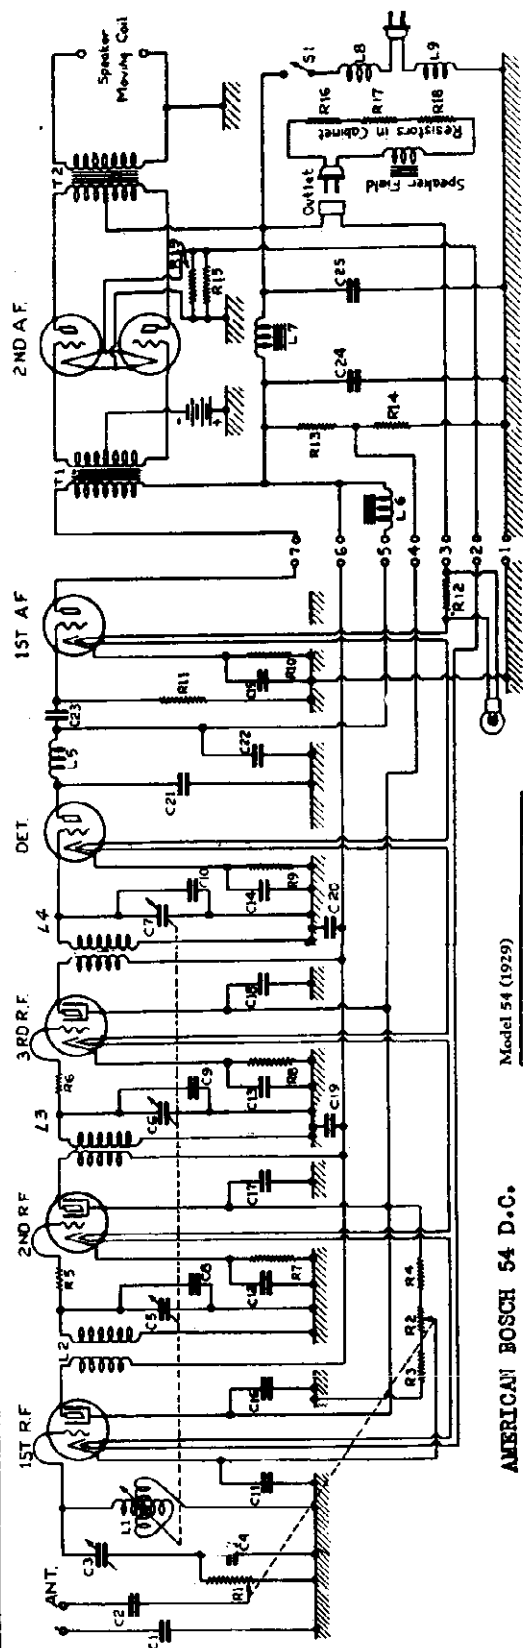 ANT.
1ST R.F
2ND R.F
3RD R.F.
DET.
1ST A F
2ND A F.
C1
C2
C3
R1
C4
L1
C11
C16
L2
R5
C5
C8
C12
R7
C17
R3
R2
R4
L3
R6
C6
C9
C13
R8
C19
C18
L4
C7
C10
C14
R9
C20
C21
L5
C22
C23
R11
C15
R10
R12
7
6
5
4
3
2
1
T1
T2
- +
R15
L6
L7
R13
R14
C24
C25
Speaker
Moving Coil
Outlet
Speaker Field
Resistors in Cabinet
R16
R17
R18
S1
L8
L9
AMERICAN BOSCH 54 D.C.
Model 54 (1929)